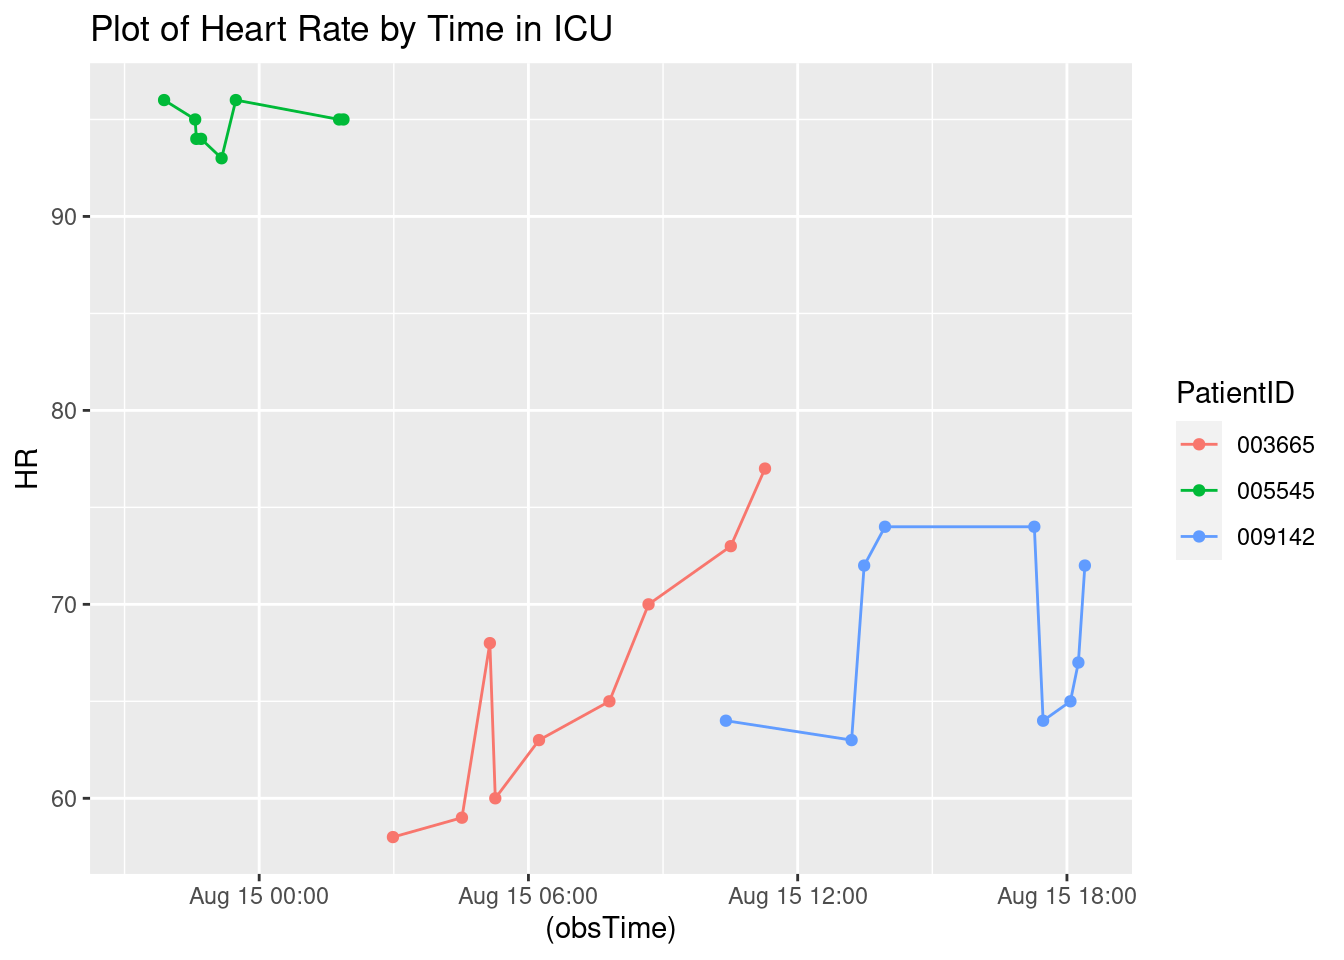 Plot of Heart Rate by Time in ICU
90
80
70
60
HR
Aug 15 00:00
Aug 15 06:00
Aug 15 12:00
Aug 15 18:00
(obsTime)
PatientID
003665
005545
009142